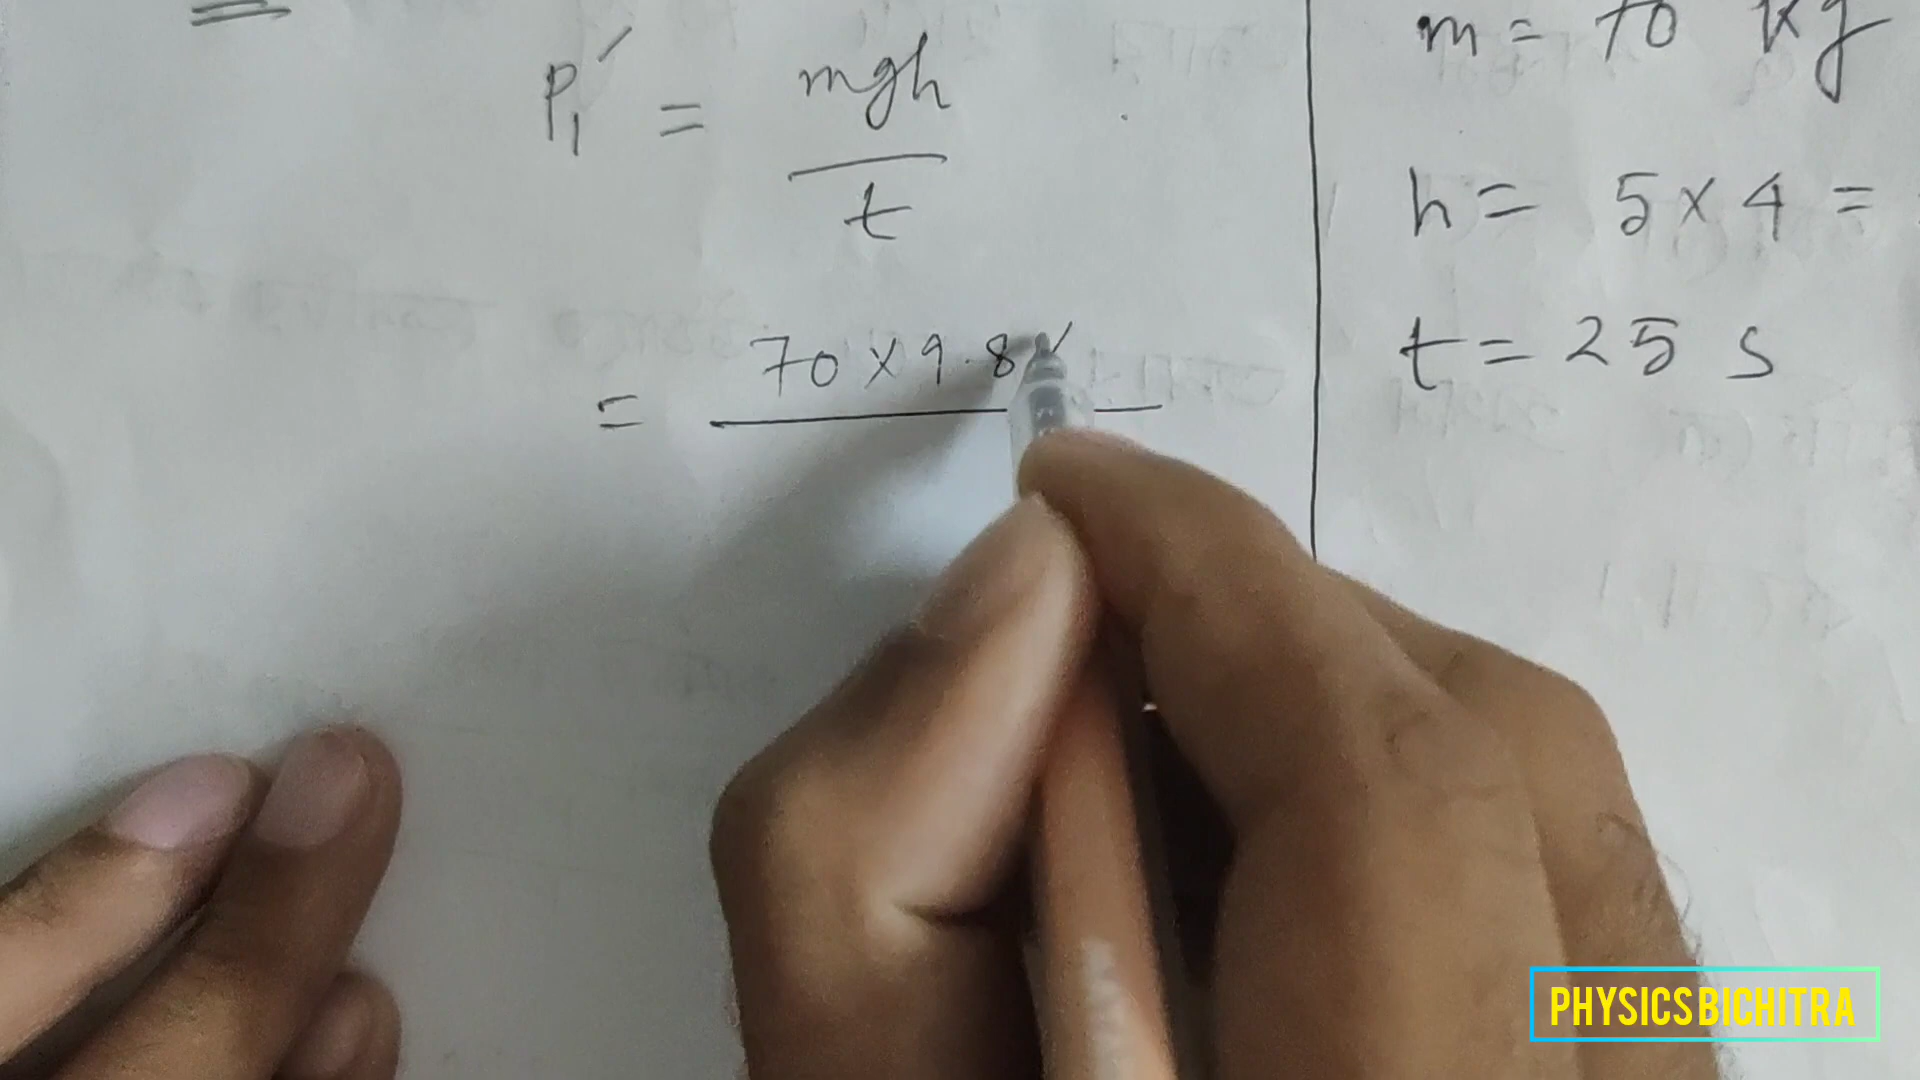 P₁′ = mgh / t
= 70 × 9.8 ×
m = 70 kg
h = 5 × 4 =
t = 25 s
PHYSICS BICHITRA